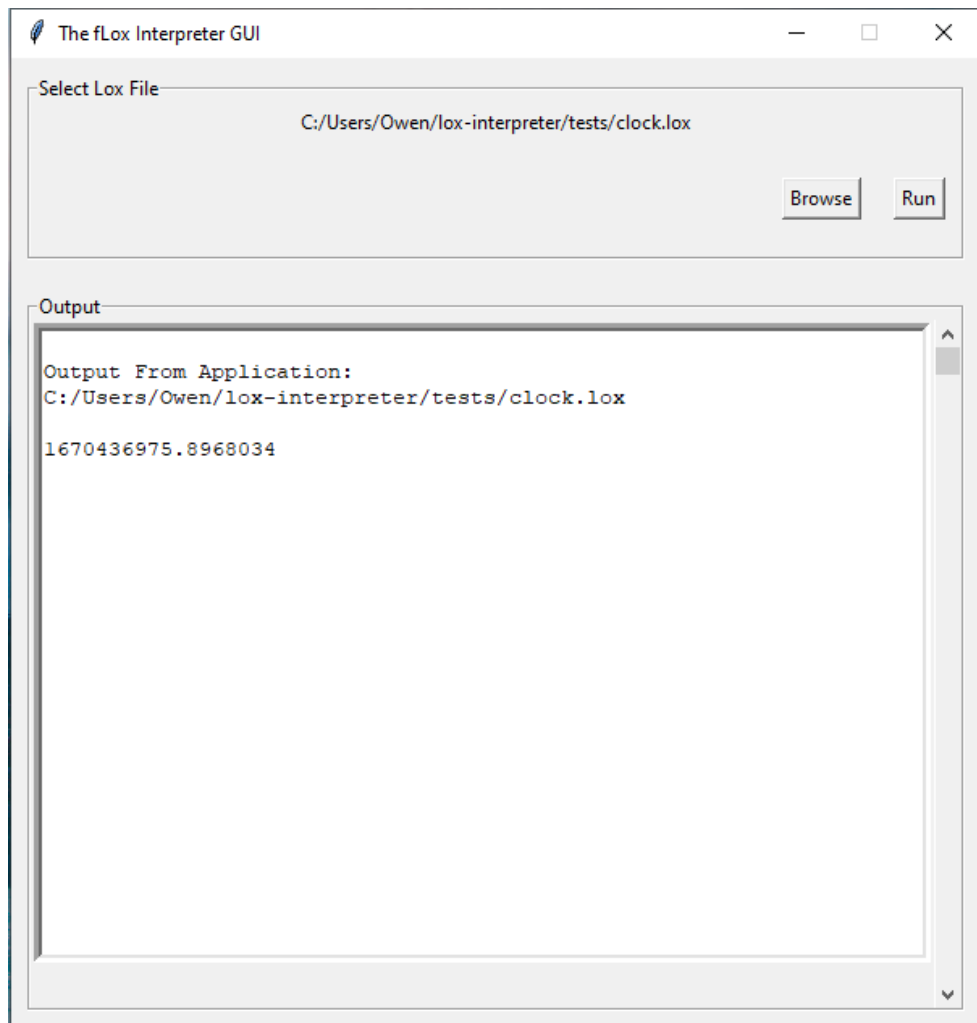 The fLox Interpreter GUI
Select Lox File
C:/Users/Owen/lox-interpreter/tests/clock.lox
Browse Run
Output
Output From Application:
C:/Users/Owen/lox-interpreter/tests/clock.lox
1670436975.8968034